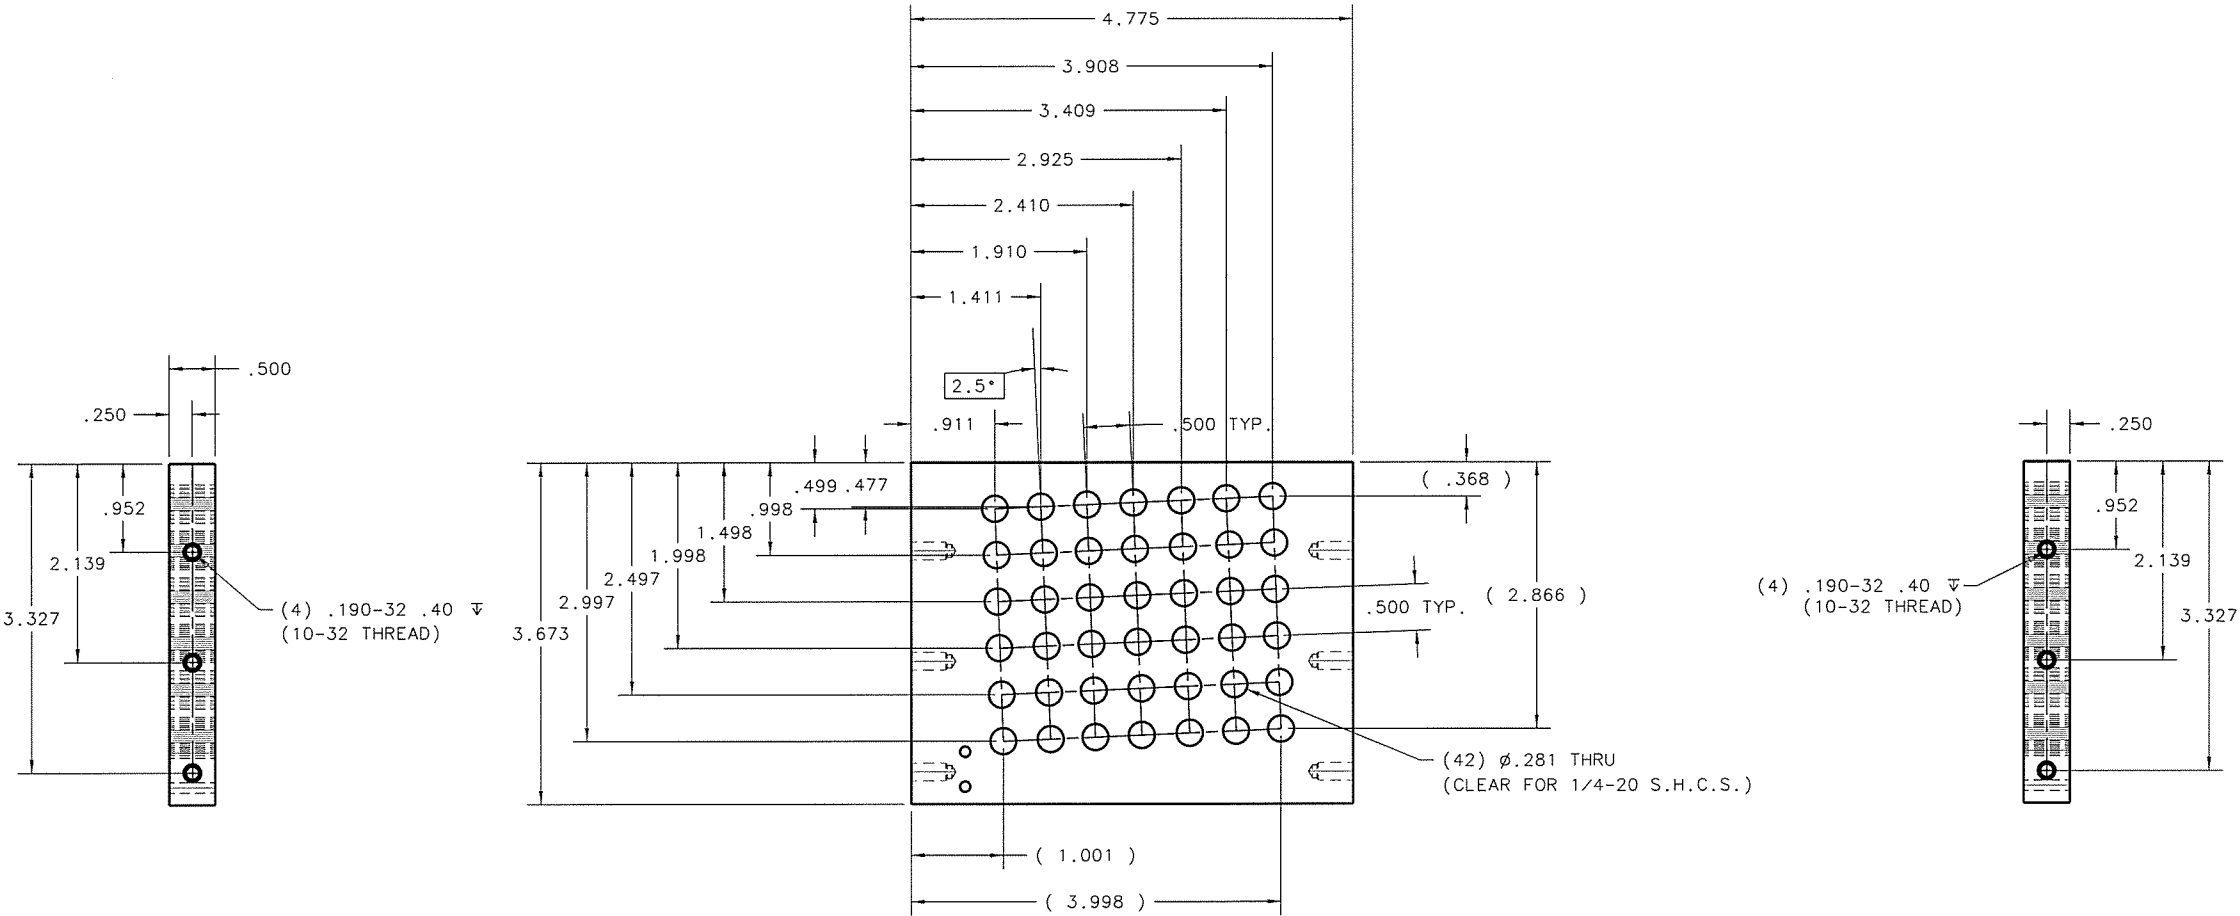 4.775
3.908
3.409
2.925
2.410
1.910
1.411
2.5°
.911
.500 TYP.
.500
.250
.952
2.139
3.327
(4) .190-32 .40 ↧
(10-32 THREAD)
.499 .477
.998
1.498
1.998
2.497
2.997
3.673
( .368 )
.500 TYP.
( 2.866 )
(42) Ø.281 THRU
(CLEAR FOR 1/4-20 S.H.C.S.)
( 1.001 )
( 3.998 )
.250
.952
2.139
3.327
(4) .190-32 .40 ↧
(10-32 THREAD)